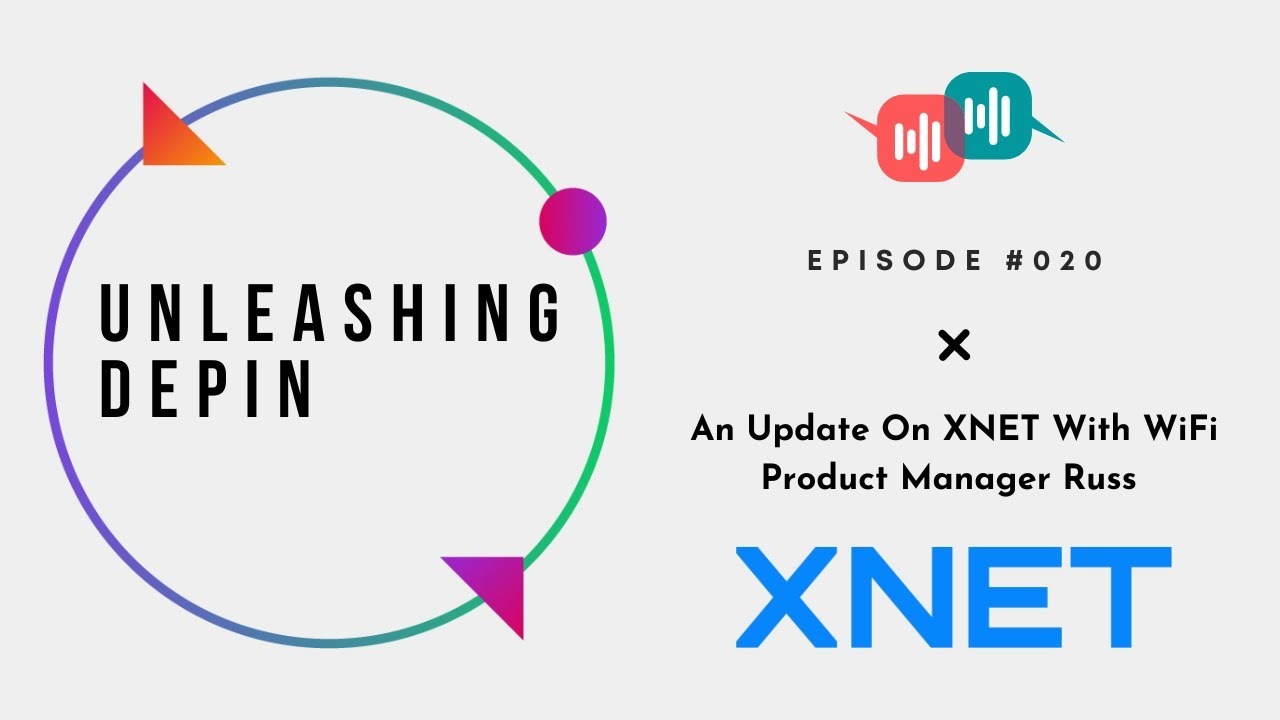 UNLEASHING
DEPIN
EPISODE #020
An Update On XNET With WiFi
Product Manager Russ
XNET